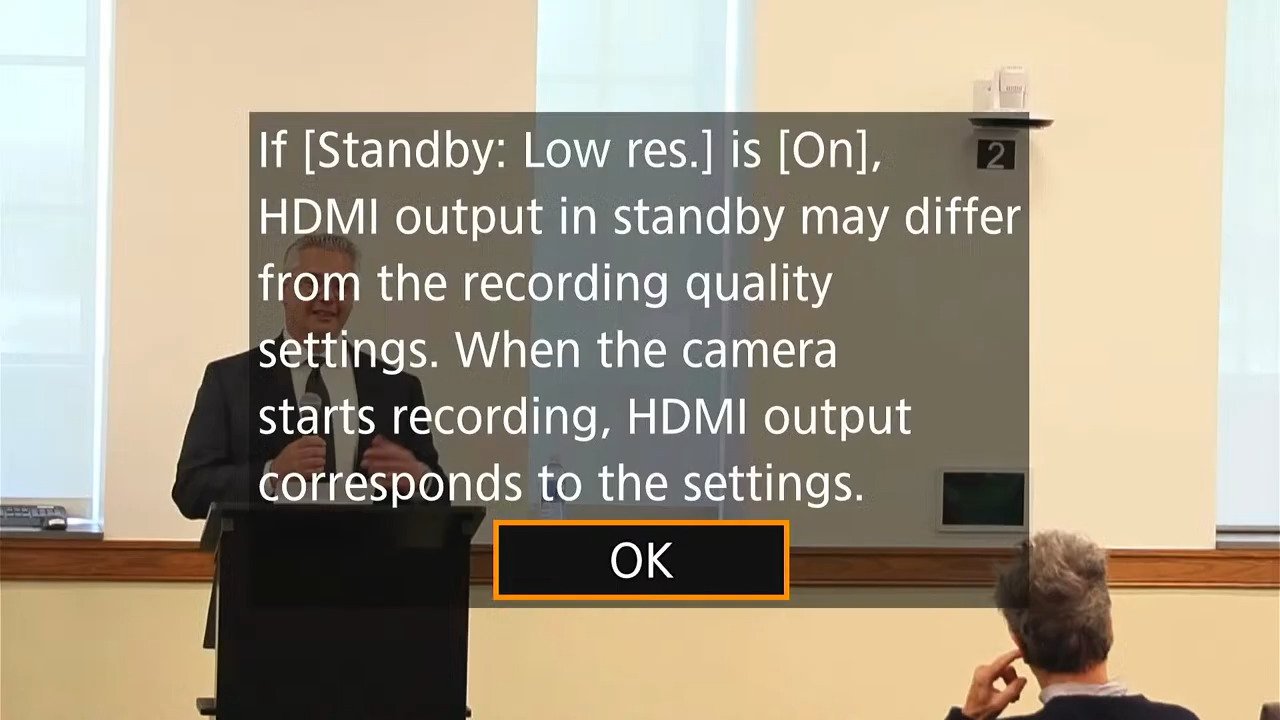 If [Standby: Low res.] is [On],
HDMI output in standby may differ
from the recording quality
settings. When the camera
starts recording, HDMI output
corresponds to the settings.
OK
2